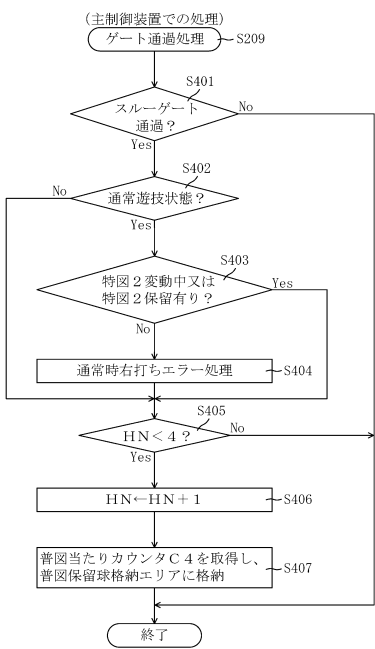 (主制御装置での処理)
ゲート通過処理
S209
S401
スルーゲート
通過？
No
Yes
S402
通常遊技状態？
No
Yes
S403
特図２変動中又は
特図２保留有り？
Yes
No
通常時右打ちエラー処理
S404
S405
ＨＮ＜４？
No
Yes
ＨＮ←ＨＮ＋１
S406
普図当たりカウンタＣ４を取得し、
普図保留球格納エリアに格納
S407
終了